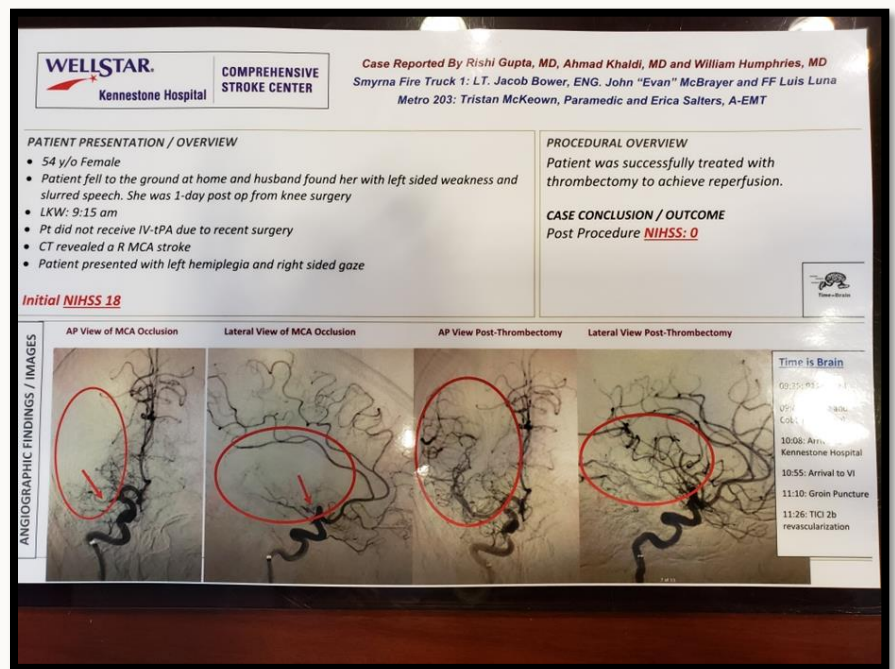 WELLSTAR.
Kennestone Hospital
COMPREHENSIVE
STROKE CENTER
Case Reported By Rishi Gupta, MD, Ahmad Khaldi, MD and William Humphries, MD
Smyrna Fire Truck 1: LT. Jacob Bower, ENG. John “Evan” McBrayer and FF Luis Luna
Metro 203: Tristan McKeown, Paramedic and Erica Salters, A-EMT
PATIENT PRESENTATION / OVERVIEW
• 54 y/o Female
• Patient fell to the ground at home and husband found her with left sided weakness and
slurred speech. She was 1-day post op from knee surgery
• LKW: 9:15 am
• Pt did not receive IV-tPA due to recent surgery
• CT revealed a R MCA stroke
• Patient presented with left hemiplegia and right sided gaze
Initial NIHSS 18
PROCEDURAL OVERVIEW
Patient was successfully treated with
thrombectomy to achieve reperfusion.
CASE CONCLUSION / OUTCOME
Post Procedure NIHSS: 0
Time=Brain
ANGIOGRAPHIC FINDINGS / IMAGES
AP View of MCA Occlusion
Lateral View of MCA Occlusion
AP View Post-Thrombectomy
Lateral View Post-Thrombectomy
Time is Brain
09:35:
10:08:
Kennestone Hospital
10:55: Arrival to VI
11:10: Groin Puncture
11:26: TICI 2b
revascularization